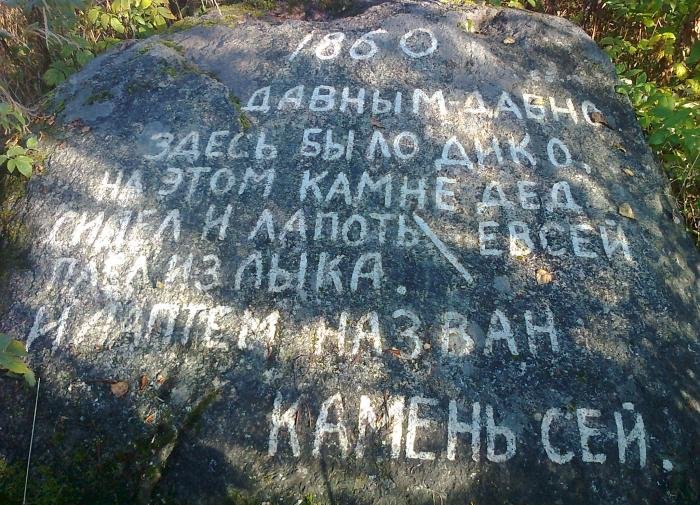 1860
ДАВНЫМ-ДАВНО
ЗДЕСЬ БЫЛО ДИКО,
НА ЭТОМ КАМНЕ ДЕД
ЕВСЕЙ
СИДЕЛ И ЛАПОТЬ
ПЛЕЛ ИЗ ЛЫКА.
И ЛАПТЕМ НАЗВАН
КАМЕНЬ СЕЙ.